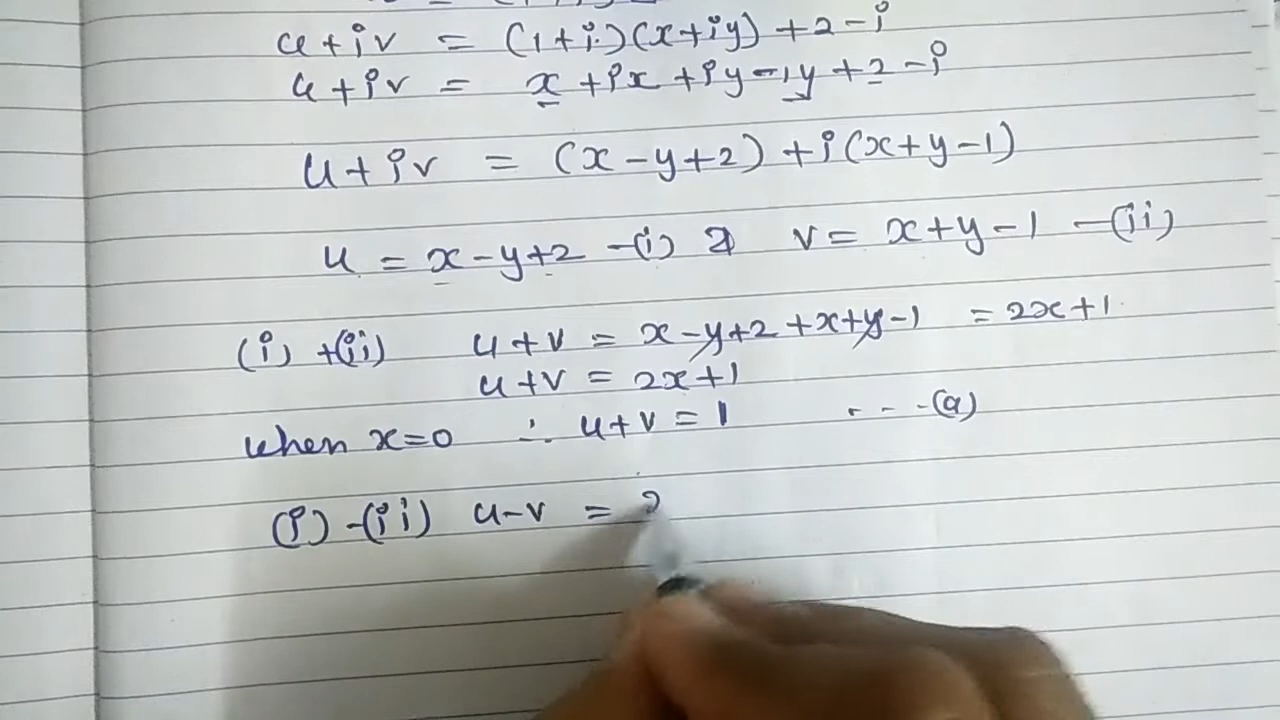 u+iv = (1+i)(x+iy)+2-i
u+iv = x+ix+iy-1y+2-i
u+iv = (x-y+2)+i(x+y-1)
u = x-y+2 -(i) & v = x+y-1 -(ii)
(i) +(ii) u+v = x-y+2+x+y-1 = 2x+1.
u+v = 2x+1
when x=0 ∴ u+v = 1 ---(a)
(i)-(ii) u-v =